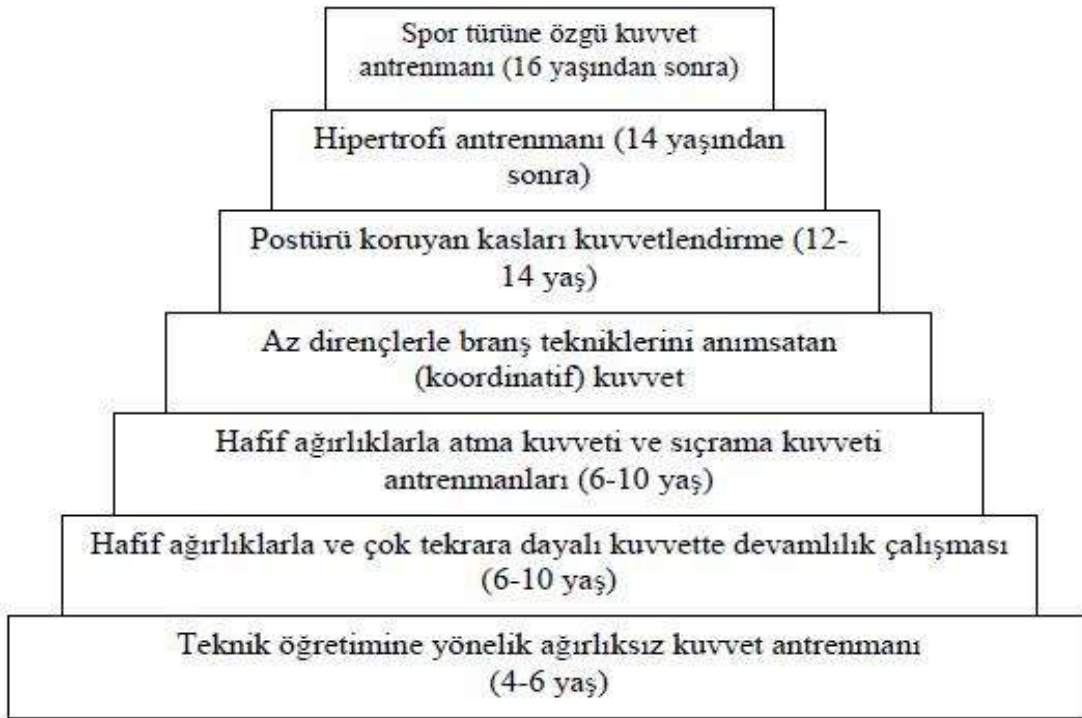 Spor türüne özgü kuvvet
antrenmanı (16 yaşından sonra)
Hipertrofi antrenmanı (14 yaşından
sonra)
Postürü koruyan kasları kuvvetlendirme (12-
14 yaş)
Az dirençlerle branş tekniklerini anımsatan
(koordinatif) kuvvet
Hafif ağırlıklarla atma kuvveti ve sıçrama kuvveti
antrenmanları (6-10 yaş)
Hafif ağırlıklarla ve çok tekrara dayalı kuvvette devamlılık çalışması
(6-10 yaş)
Teknik öğretimine yönelik ağırlıksız kuvvet antrenmanı
(4-6 yaş)